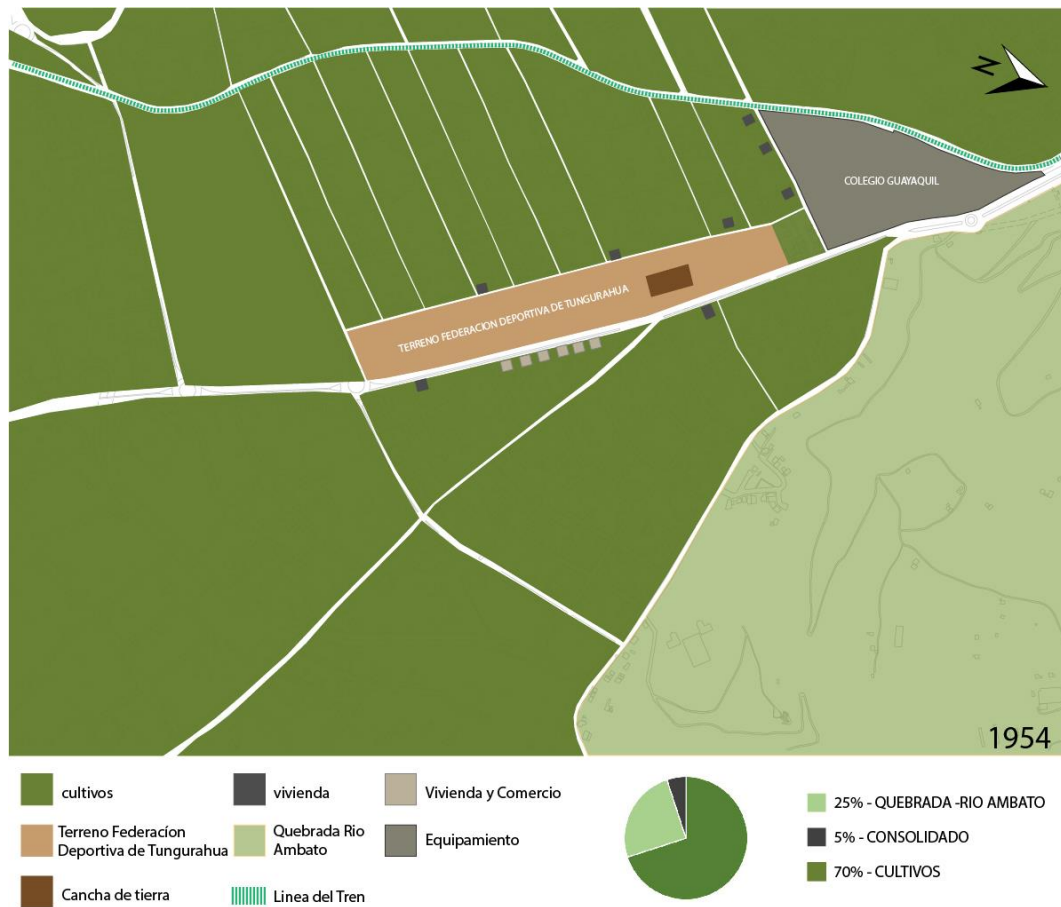 N
COLEGIO GUAYAQUIL
TERRENO FEDERACION DEPORTIVA DE TUNGURAHUA
1954
cultivos
vivienda
Vivienda y Comercio
Terreno Federacíon
Deportiva de Tungurahua
Quebrada Rio
Ambato
Equipamiento
Cancha de tierra
Linea del Tren
25% - QUEBRADA -RIO AMBATO
5% - CONSOLIDADO
70% - CULTIVOS